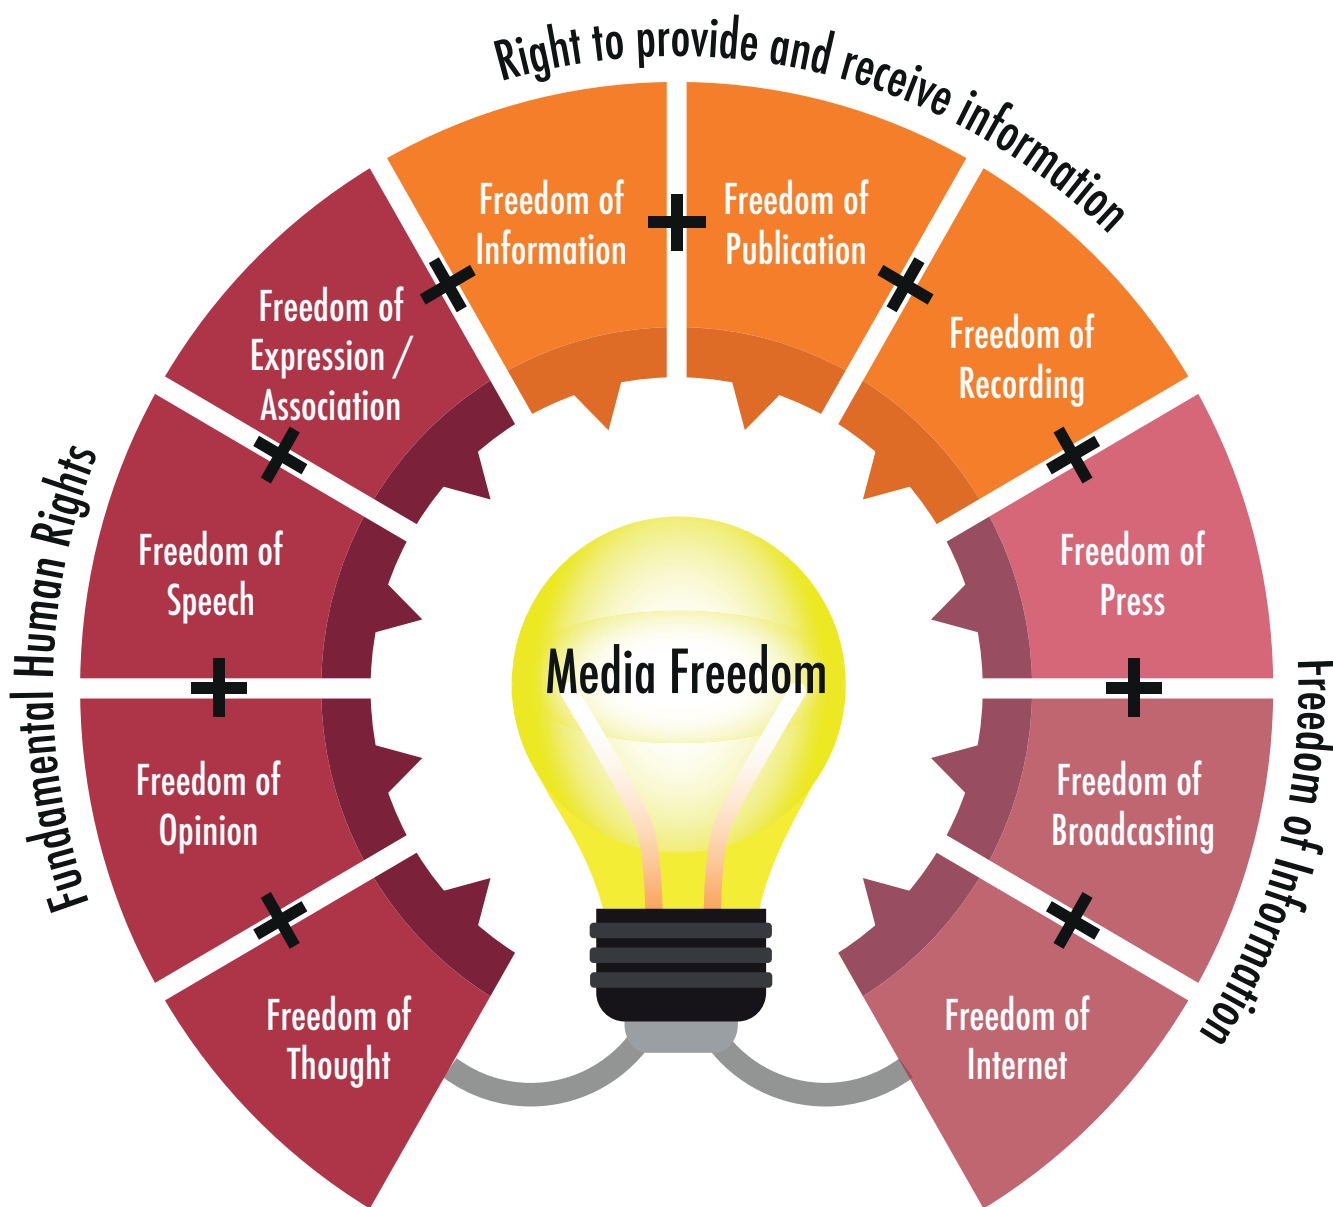 Right to provide and receive information
Fundamental Human Rights
Freedom of Information
Freedom of
Thought
Freedom of
Opinion
Freedom of
Speech
Freedom of
Expression /
Association
Freedom of
Information
Freedom of
Publication
Freedom of
Recording
Freedom of
Press
Freedom of
Broadcasting
Freedom of
Internet
Media Freedom